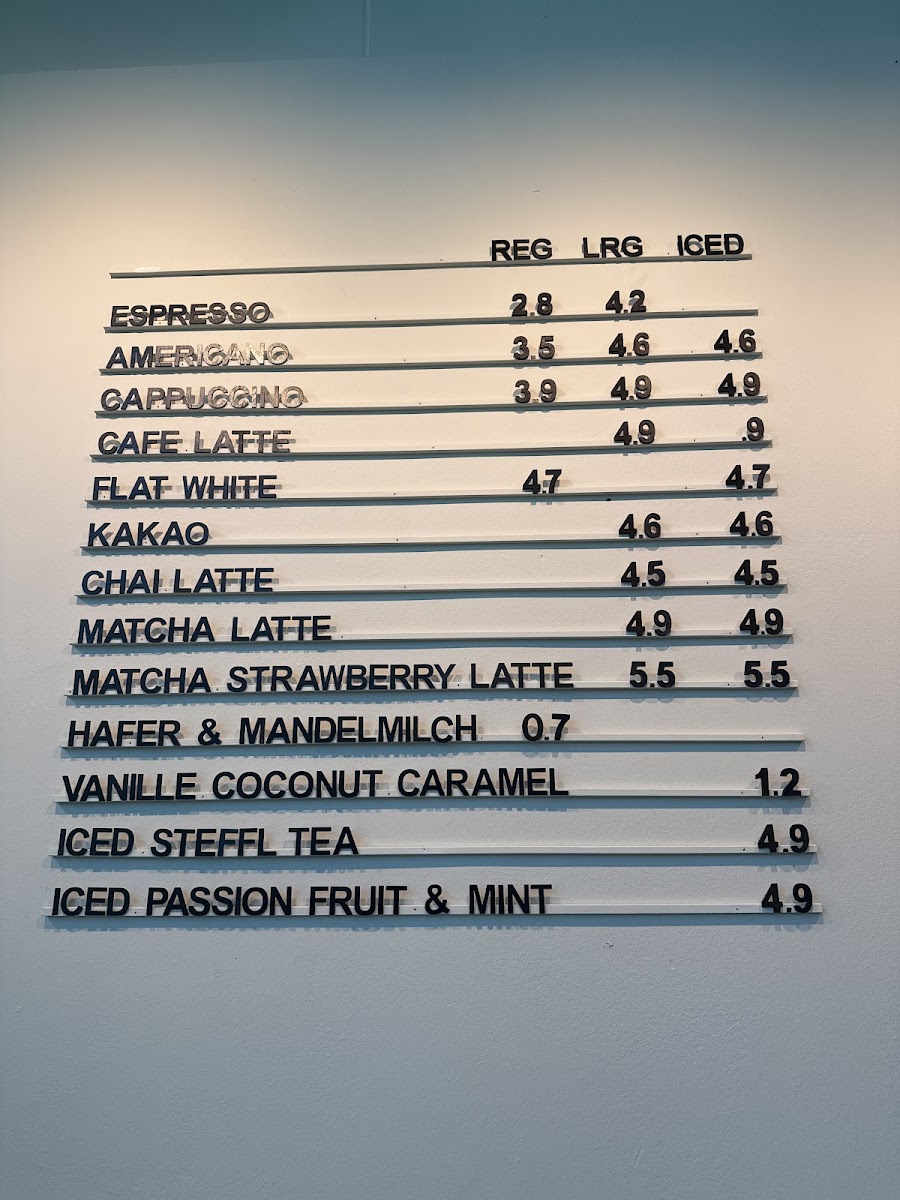 REG LRG ICED
ESPRESSO 2.8 4.2
AMERICANO 3.5 4.6 4.6
CAPPUCCINO 3.9 4.9 4.9
CAFE LATTE 4.9 .9
FLAT WHITE 4.7 4.7
KAKAO 4.6 4.6
CHAI LATTE 4.5 4.5
MATCHA LATTE 4.9 4.9
MATCHA STRAWBERRY LATTE 5.5 5.5
HAFER & MANDELMILCH 0.7
VANILLE COCONUT CARAMEL 1.2
ICED STEFFL TEA 4.9
ICED PASSION FRUIT & MINT 4.9